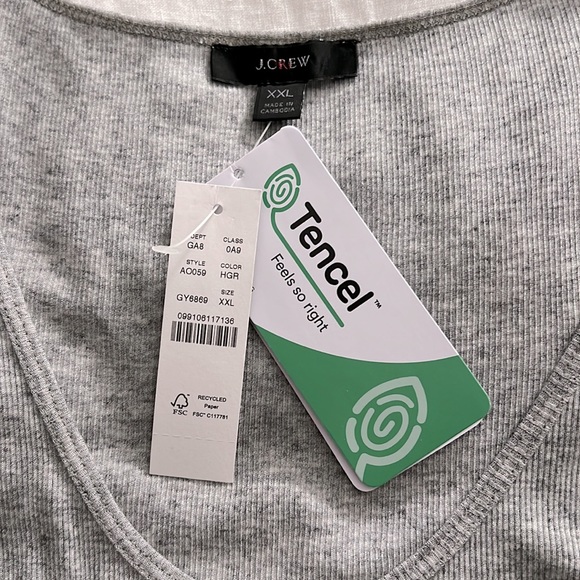 J.CREW
XXL
MADE IN
CAMBODIA
Tencel™
Feels so right
DEPT CLASS
GA8 0A9
STYLE COLOR
AO059 HGR
SIZE
GY6869 XXL
099106117136
FSC
RECYCLED
Paper
FSC® C117781